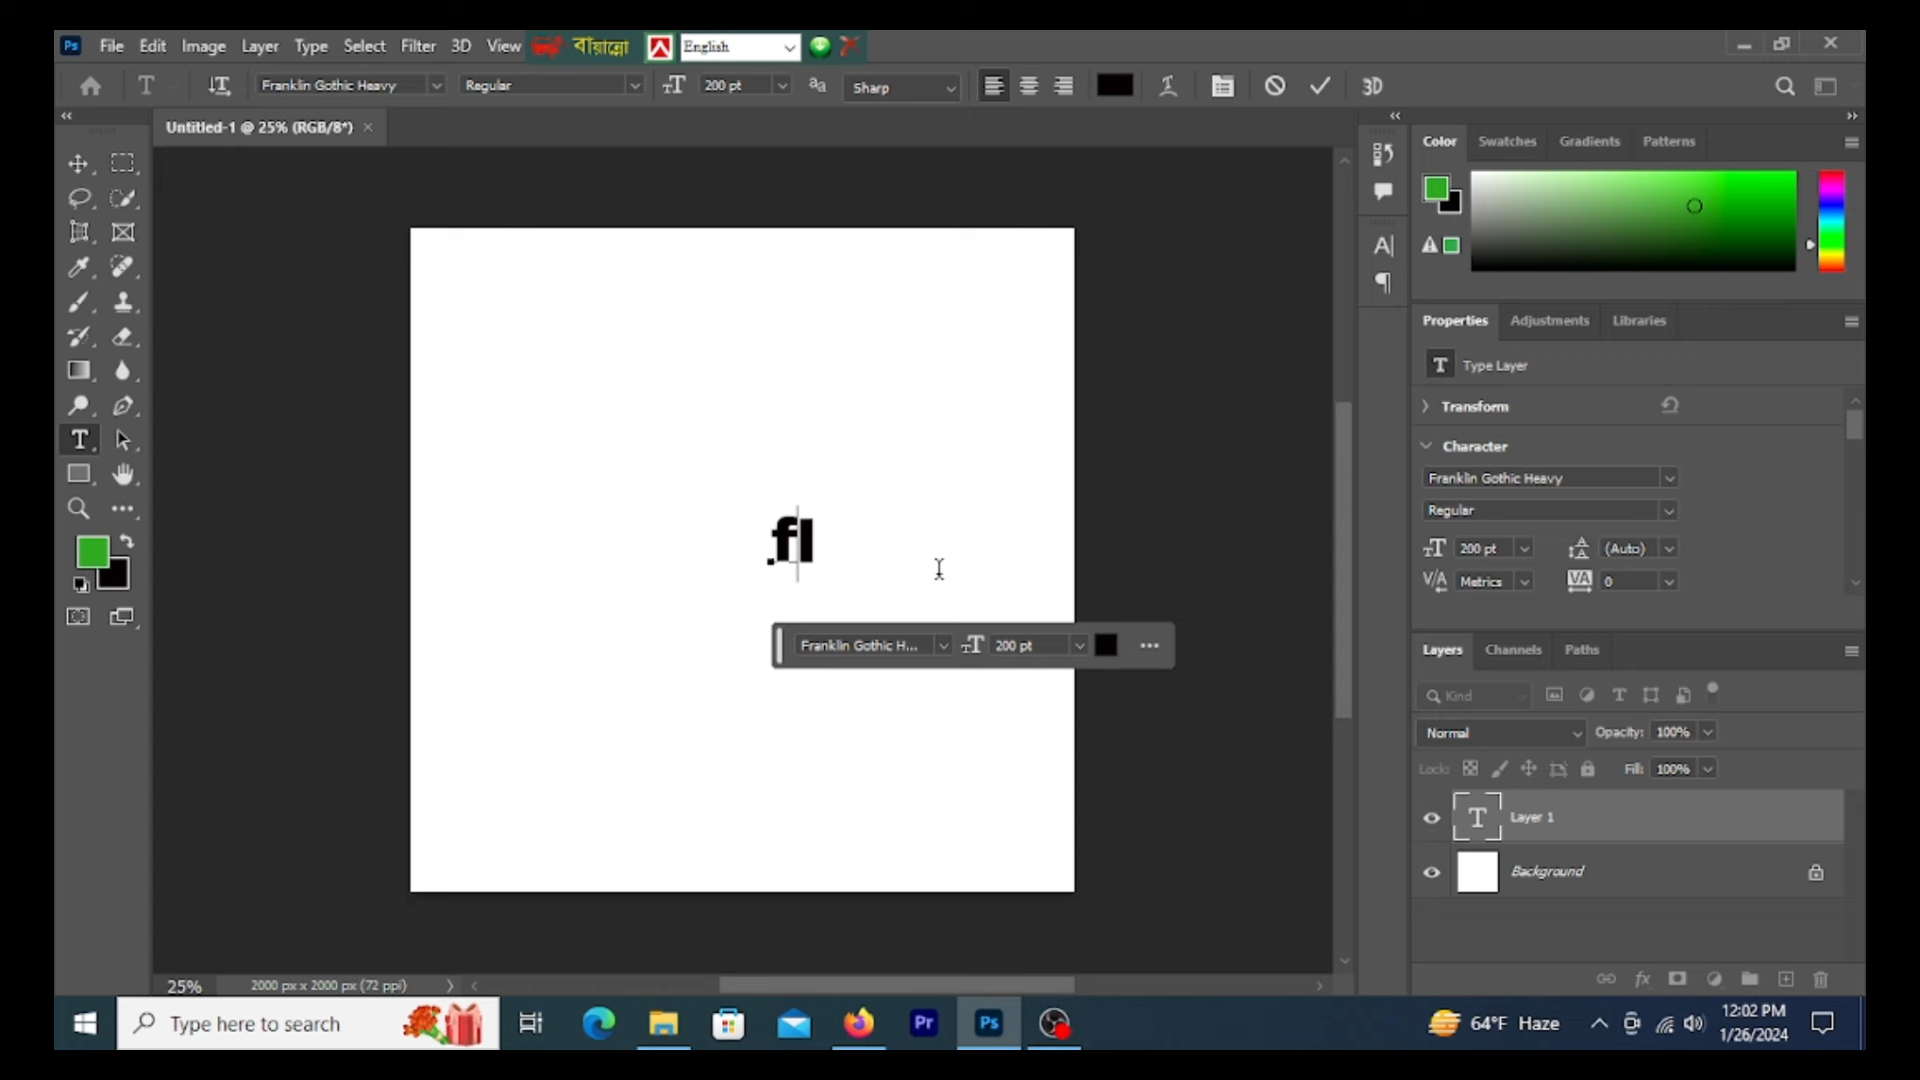 Ps File Edit Image Layer Type Select Filter 3D View বাঁয়ান্নো English
T Franklin Gothic Heavy Regular 200 pt Sharp 3D
Untitled-1 @ 25% (RGB/8*)
Color Swatches Gradients Patterns
Properties Adjustments Libraries
T Type Layer
Transform
Character
Franklin Gothic Heavy
Regular
200 pt (Auto)
Metrics 0
.fl
Franklin Gothic H... 200 pt
Layers Channels Paths
Kind
Normal Opacity: 100%
Lock: Fill: 100%
T Layer 1
Background
25% 2000 px x 2000 px (72 ppi)
Type here to search Pr Ps 64°F Haze 12:02 PM
1/26/2024